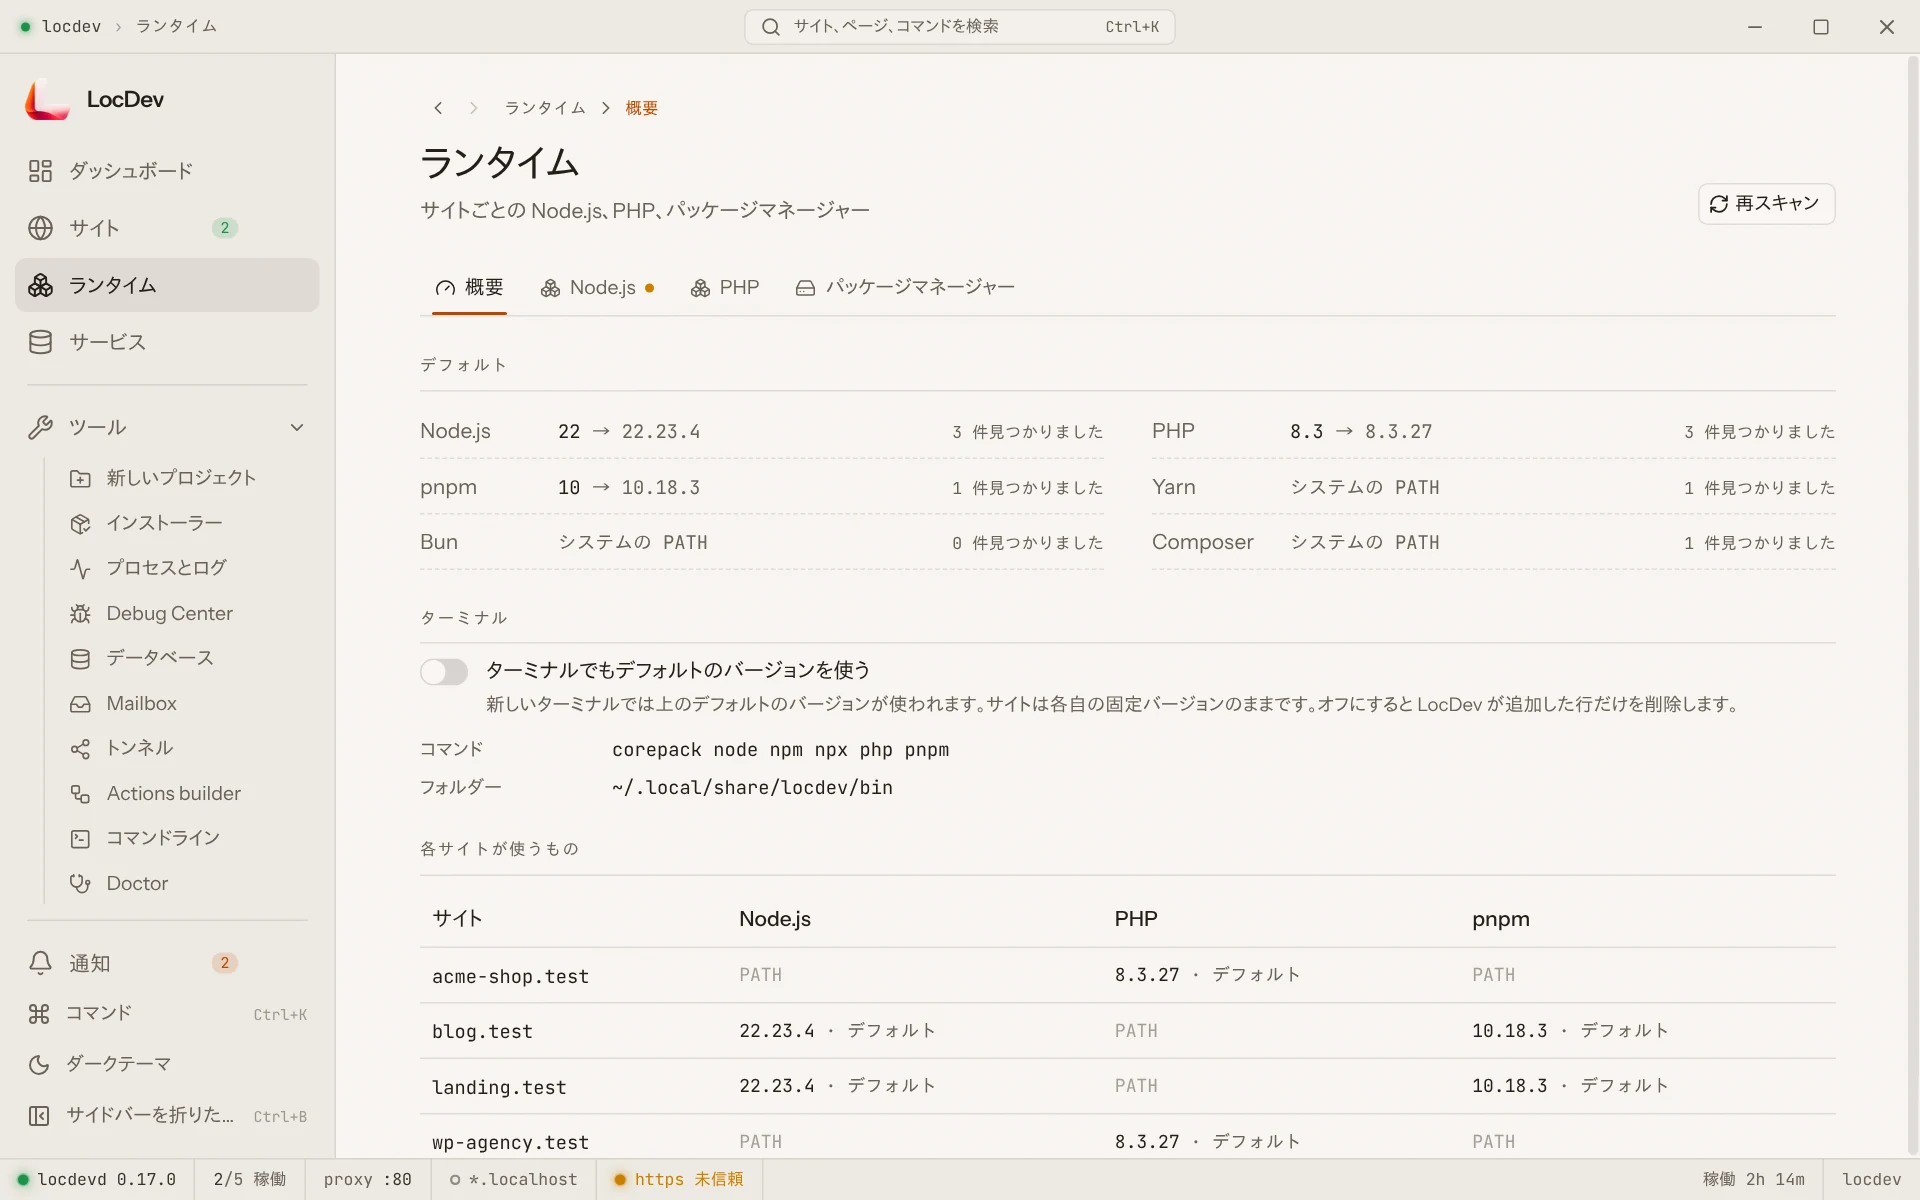 locdev › ランタイム
サイト、ページ、コマンドを検索 Ctrl+K
LocDev
ダッシュボード
サイト 2
ランタイム
サービス
ツール
新しいプロジェクト
インストーラー
プロセスとログ
Debug Center
データベース
Mailbox
トンネル
Actions builder
コマンドライン
Doctor
通知 2
コマンド Ctrl+K
ダークテーマ
サイドバーを折りた... Ctrl+B
ランタイム > 概要
ランタイム
サイトごとの Node.js、PHP、パッケージマネージャー
再スキャン
概要 Node.js PHP パッケージマネージャー
デフォルト
Node.js 22 → 22.23.4 3 件見つかりました PHP 8.3 → 8.3.27 3 件見つかりました
pnpm 10 → 10.18.3 1 件見つかりました Yarn システムの PATH 1 件見つかりました
Bun システムの PATH 0 件見つかりました Composer システムの PATH 1 件見つかりました
ターミナル
ターミナルでもデフォルトのバージョンを使う
新しいターミナルでは上のデフォルトのバージョンが使われます。サイトは各自の固定バージョンのままです。オフにすると LocDev が追加した行だけを削除します。
コマンド corepack node npm npx php pnpm
フォルダー ~/.local/share/locdev/bin
各サイトが使うもの
サイト Node.js PHP pnpm
acme-shop.test PATH 8.3.27 · デフォルト PATH
blog.test 22.23.4 · デフォルト PATH 10.18.3 · デフォルト
landing.test 22.23.4 · デフォルト PATH 10.18.3 · デフォルト
wp-agency.test PATH 8.3.27 · デフォルト PATH
locdevd 0.17.0 2/5 稼働 proxy :80 *.localhost https 未信頼 稼働 2h 14m locdev